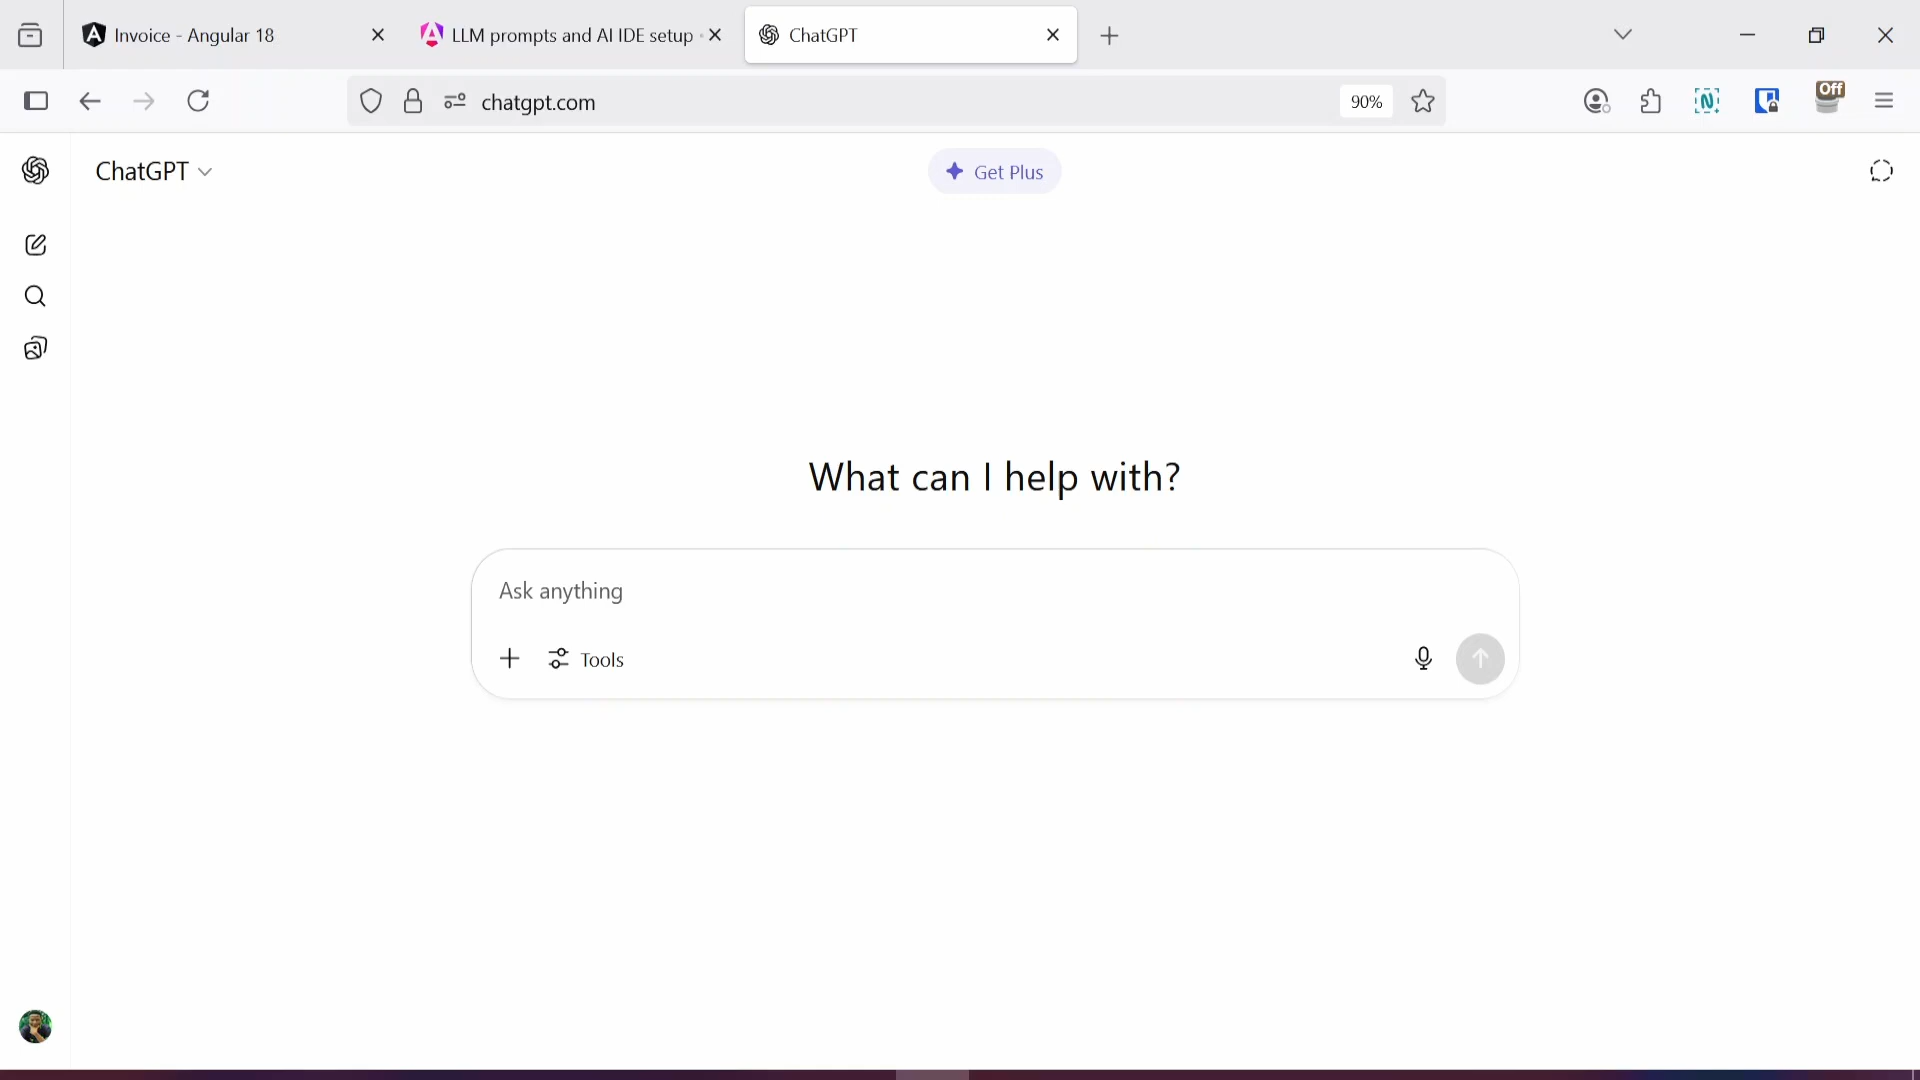 Invoice - Angular 18
LLM prompts and AI IDE setup
ChatGPT
chatgpt.com
90%
Off
ChatGPT
Get Plus
What can I help with?
Ask anything
Tools